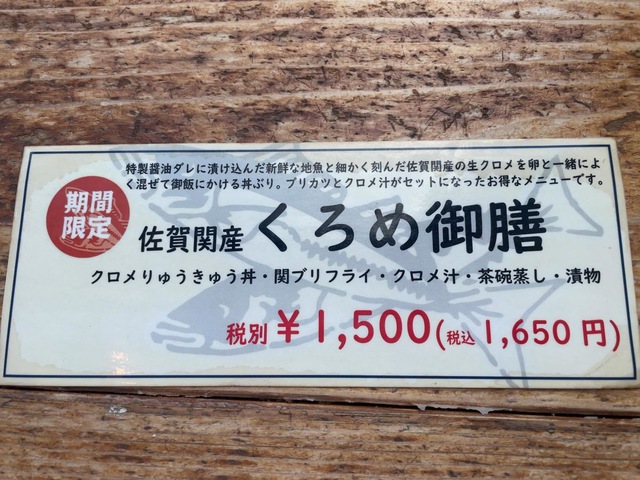 特製醤油ダレに漬け込んだ新鮮な地魚と細かく刻んだ佐賀関産の生クロメを卵と一緒によ
く混ぜて御飯にかける丼ぶり。ブリカツとクロメ汁がセットになったお得なメニューです。
期間
限定
佐賀関産 くろめ御膳
クロメりゅうきゅう丼・関ブリフライ・クロメ汁・茶碗蒸し・漬物
税別 ¥1,500(税込 1,650円)